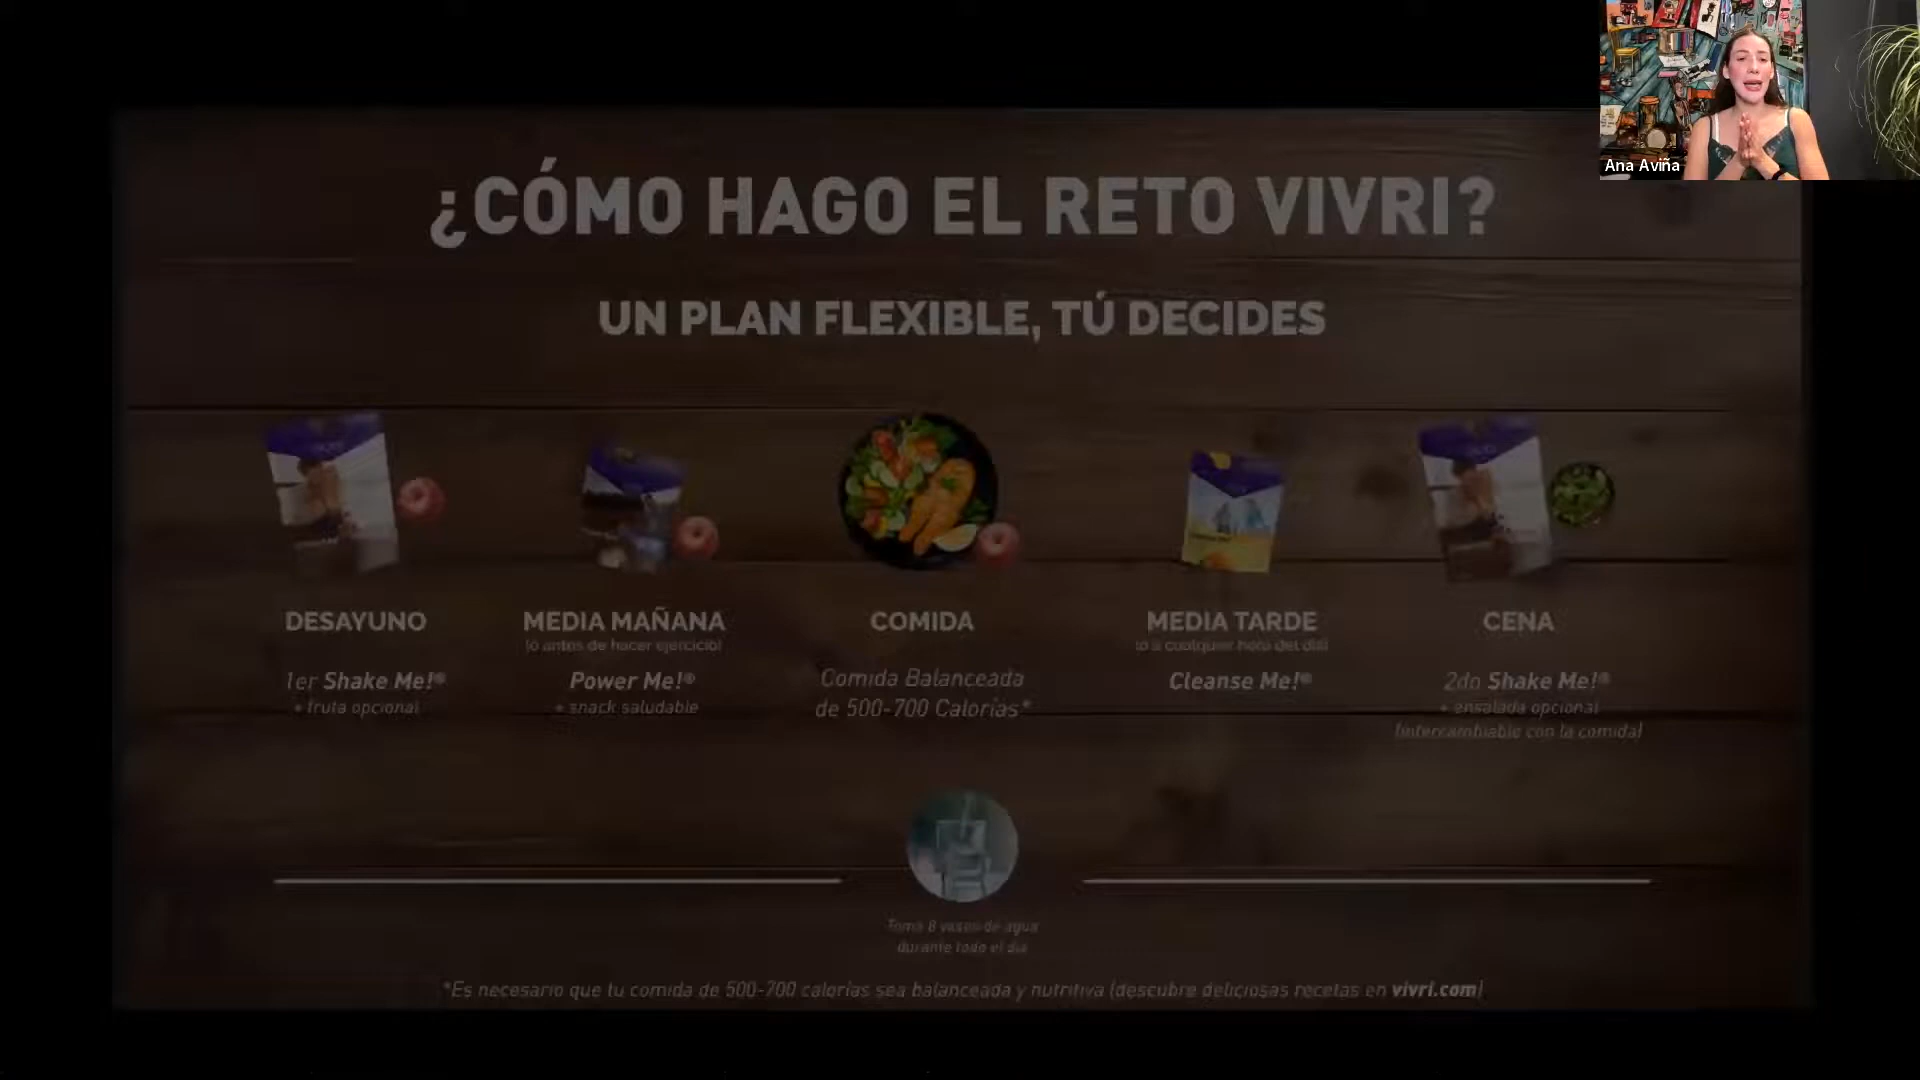 Ana Aviña
¿CÓMO HAGO EL RETO VIVRI?
UN PLAN FLEXIBLE, TÚ DECIDES
DESAYUNO
1er Shake Me!®
+ fruta opcional
MEDIA MAÑANA
(o antes de hacer ejercicio)
Power Me!®
+ snack saludable
COMIDA
Comida Balanceada
de 500-700 Calorías*
MEDIA TARDE
(o a cualquier hora del día)
Cleanse Me!®
CENA
2do Shake Me!®
+ ensalada opcional
(intercambiable con la comida)
Toma 8 vasos de agua
durante todo el día
*Es necesario que tu comida de 500-700 calorías sea balanceada y nutritiva (descubre deliciosas recetas en vivri.com)